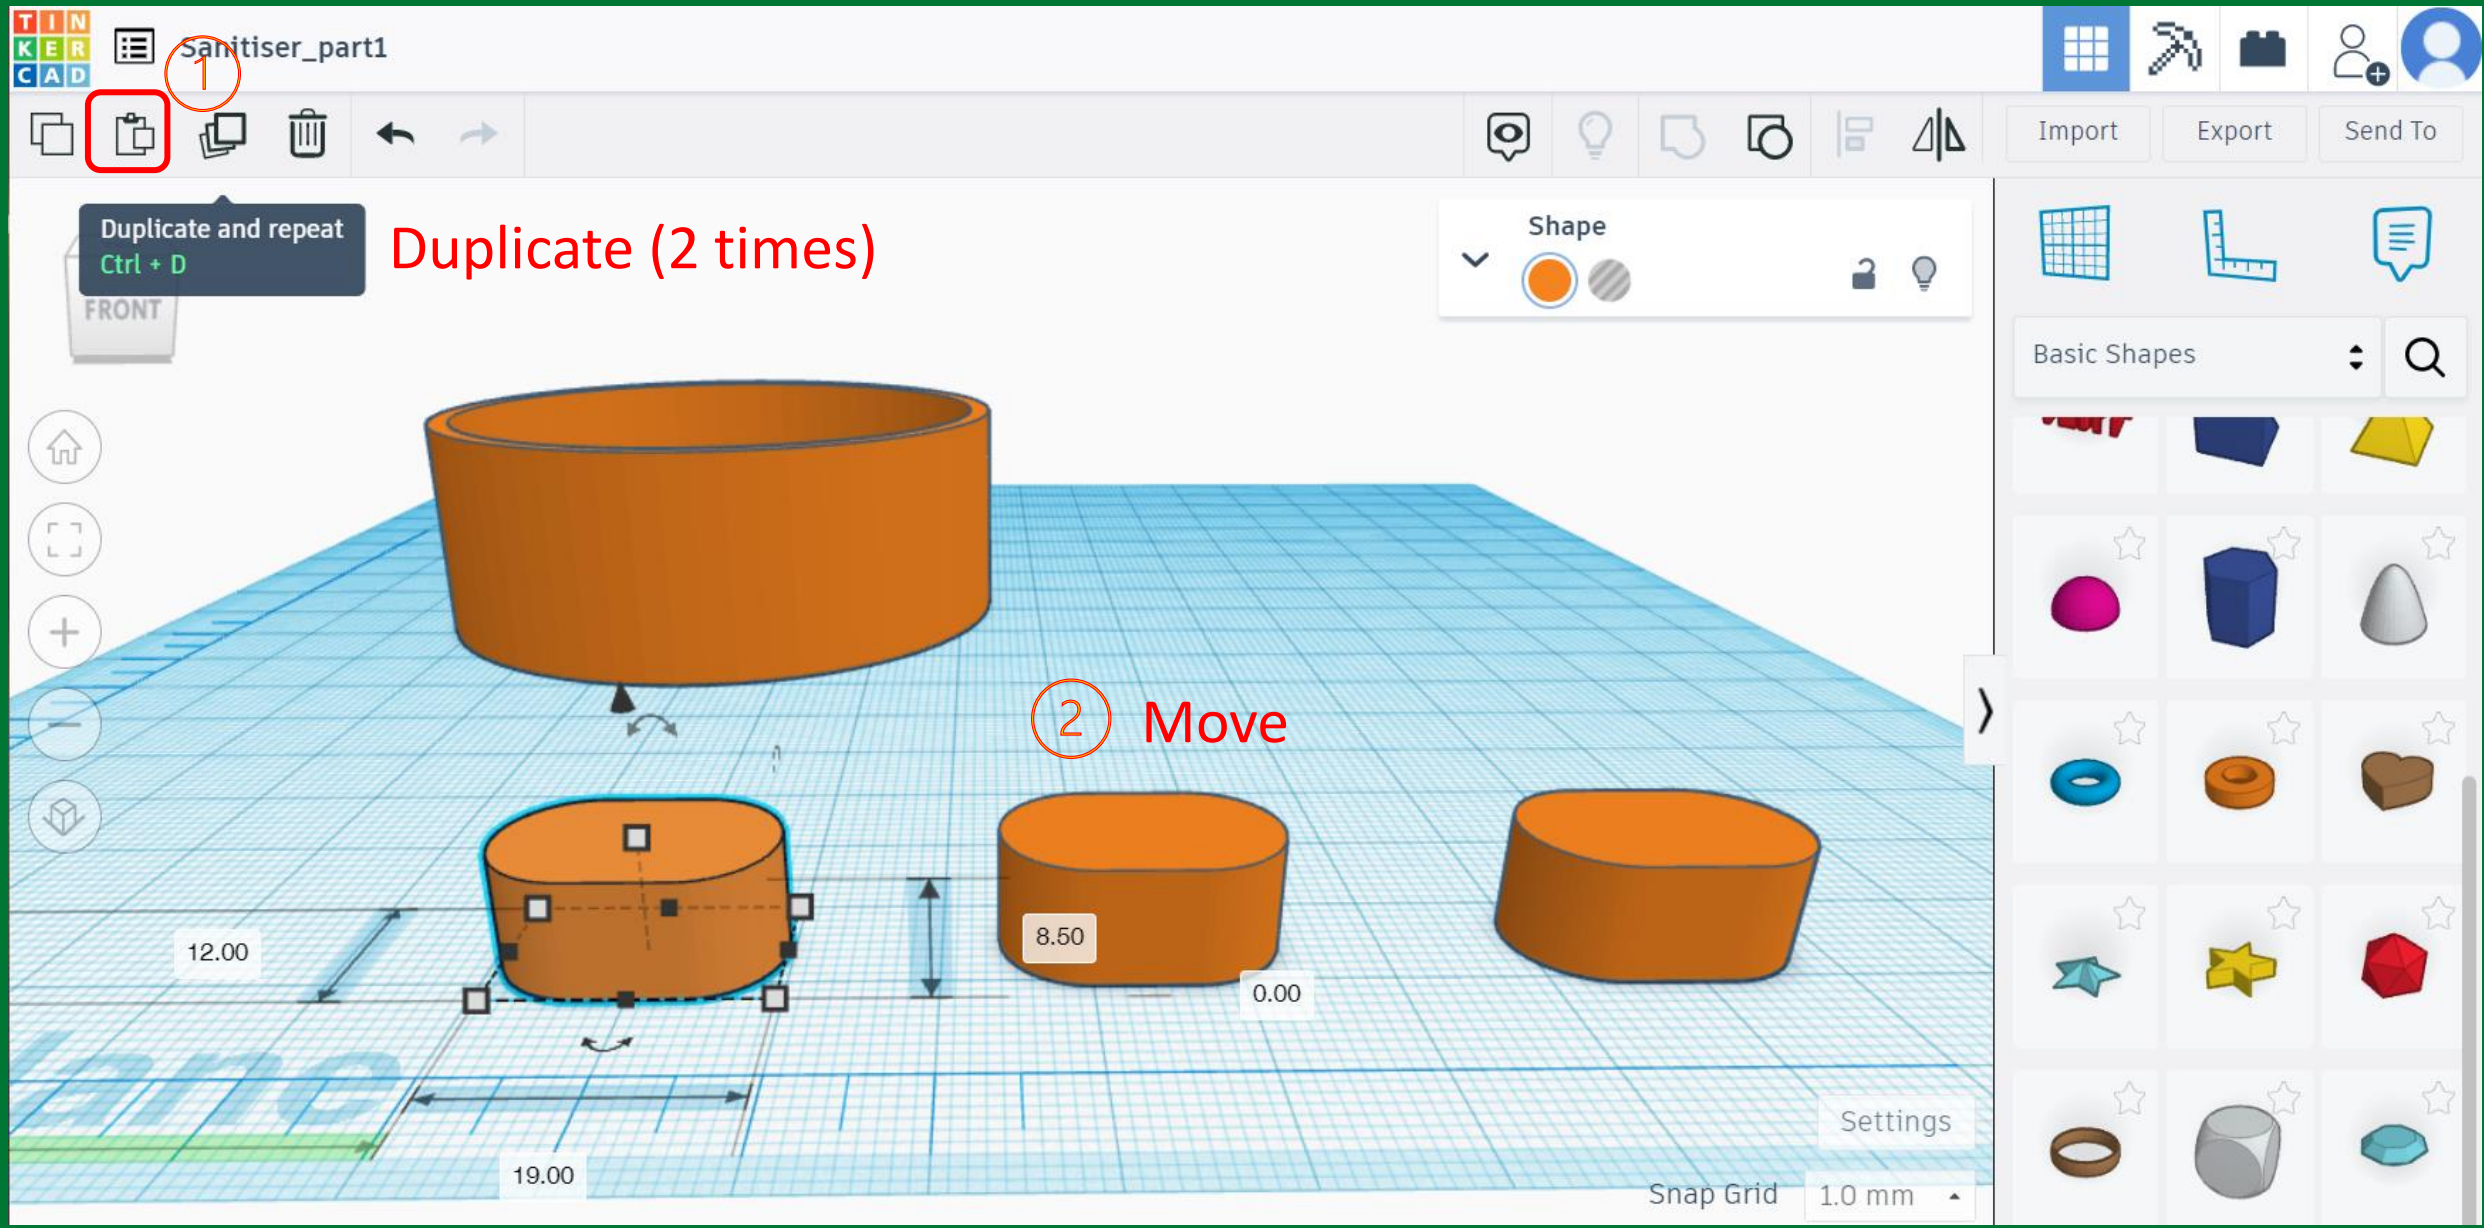 TIN
KER
CAD
Sanitiser_part1
1
Import
Export
Send To
Duplicate and repeat
Ctrl + D
Duplicate (2 times)
FRONT
Shape
Basic Shapes
2
Move
12.00
8.50
0.00
lane
19.00
Settings
Snap Grid
1.0 mm